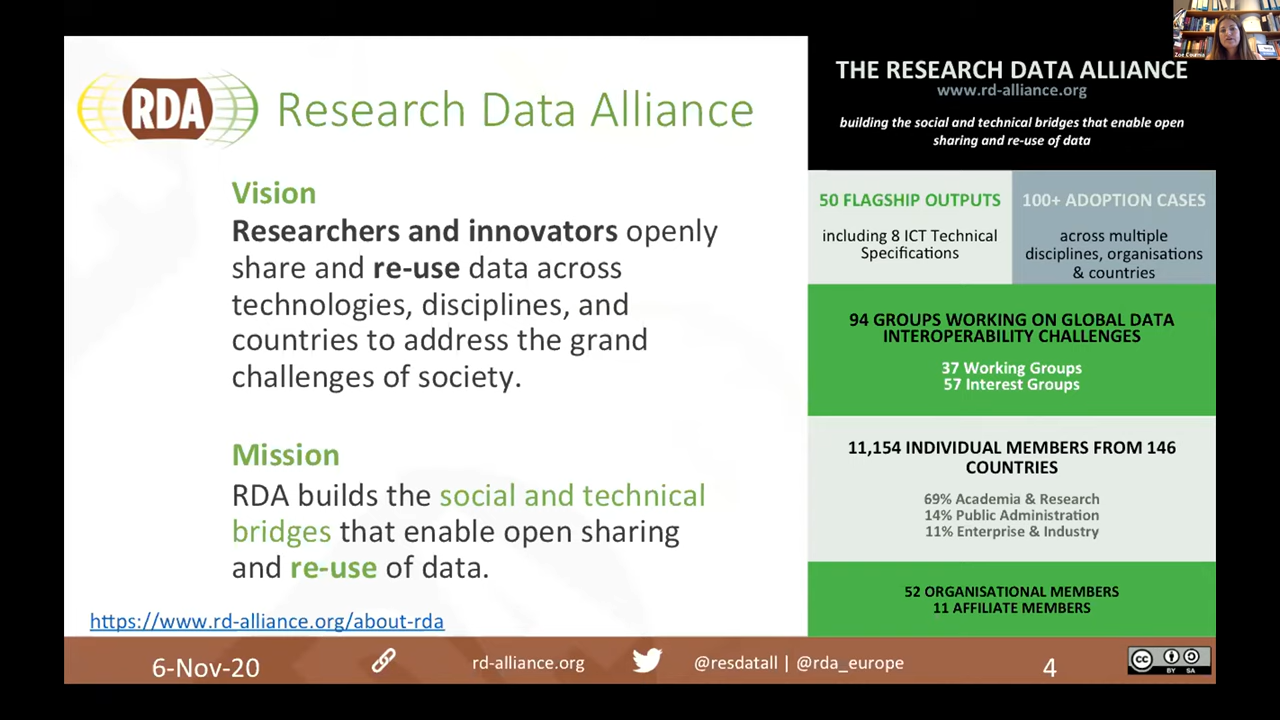 RDA
Research Data Alliance
Vision
Researchers and innovators openly
share and re-use data across
technologies, disciplines, and
countries to address the grand
challenges of society.
Mission
RDA builds the social and technical
bridges that enable open sharing
and re-use of data.
https://www.rd-alliance.org/about-rda
THE RESEARCH DATA ALLIANCE
www.rd-alliance.org
building the social and technical bridges that enable open
sharing and re-use of data
50 FLAGSHIP OUTPUTS
including 8 ICT Technical
Specifications
100+ ADOPTION CASES
across multiple
disciplines, organisations
& countries
94 GROUPS WORKING ON GLOBAL DATA
INTEROPERABILITY CHALLENGES
37 Working Groups
57 Interest Groups
11,154 INDIVIDUAL MEMBERS FROM 146
COUNTRIES
69% Academia & Research
14% Public Administration
11% Enterprise & Industry
52 ORGANISATIONAL MEMBERS
11 AFFILIATE MEMBERS
6-Nov-20
rd-alliance.org
@resdatall | @rda_europe
4
cc
BY SA